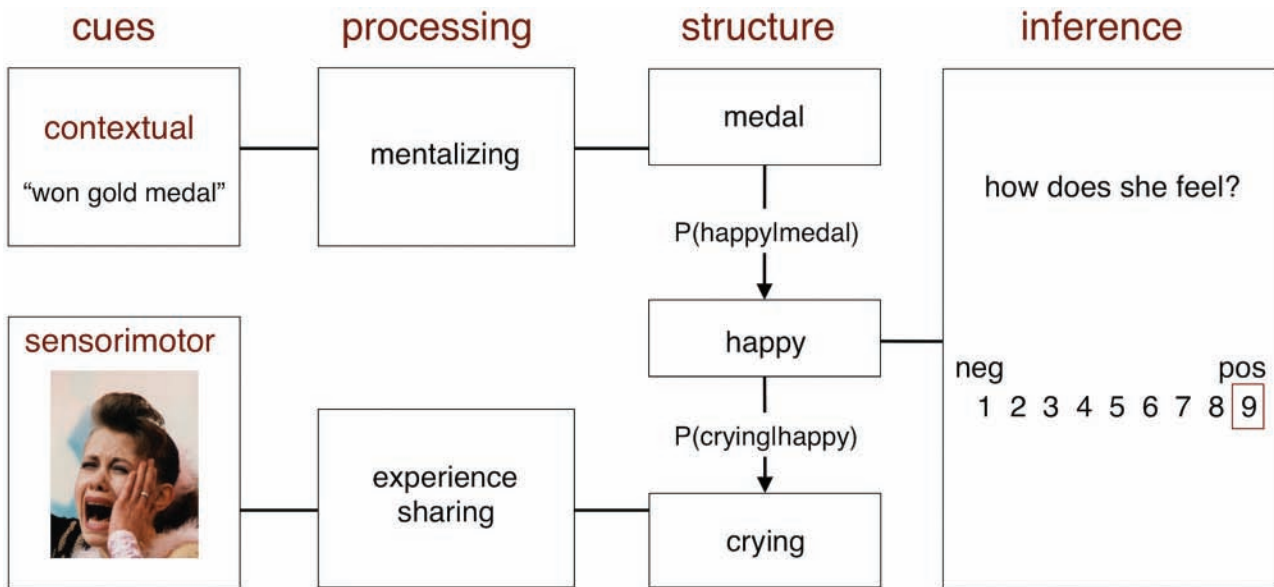 cues processing structure inference
contextual
"won gold medal"
mentalizing
medal
P(happy|medal)
how does she feel?
sensorimotor
experience
sharing
happy
P(crying|happy)
crying
neg pos
1 2 3 4 5 6 7 8 9